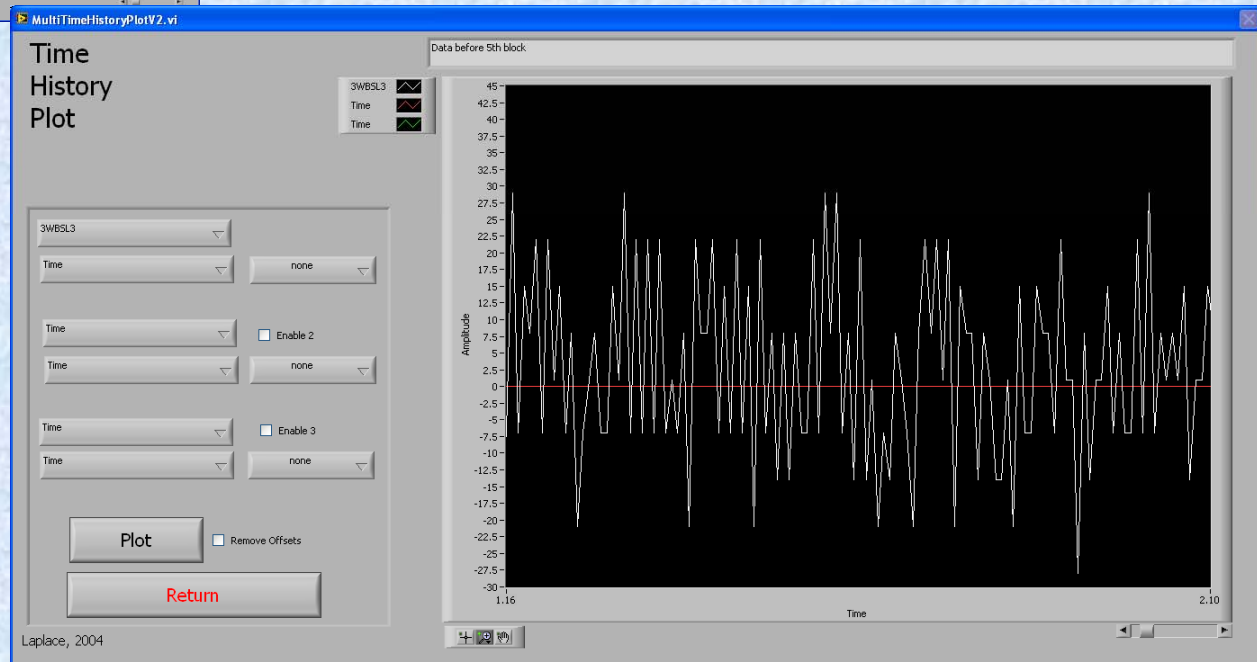 MultiTimeHistoryPlotV2.vi
Time
History
Plot
Data before 5th block
3WBSL3
Time
Time
3WBSL3
Time
none
Time
Enable 2
Time
none
Time
Enable 3
Time
none
Plot
Remove Offsets
Return
Laplace, 2004
Amplitude
45
42.5
40
37.5
35
32.5
30
27.5
25
22.5
20
17.5
15
12.5
10
7.5
5
2.5
0
-2.5
-5
-7.5
-10
-12.5
-15
-17.5
-20
-22.5
-25
-27.5
-30
1.16
2.10
Time